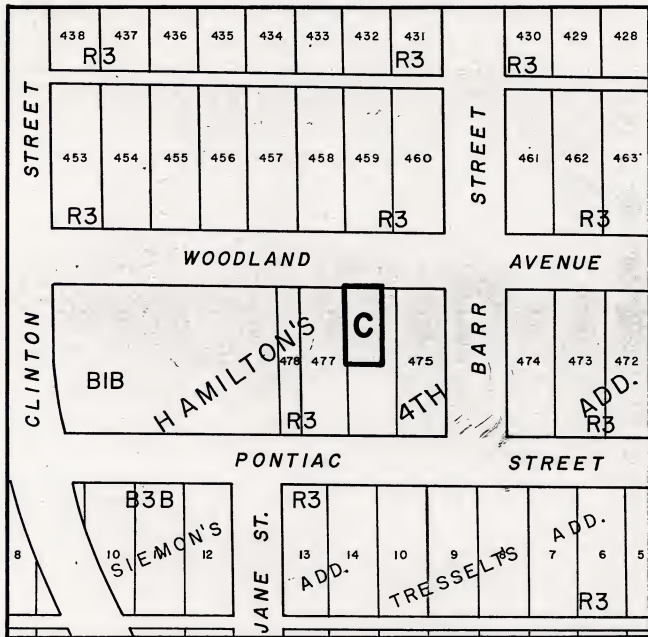 438 437 436 435 434 433 432 431 430 429 428
R3 R3 R3
STREET STREET
453 454 455 456 457 458 459 460 461 462 463
R3 R3 R3
WOODLAND AVENUE
CLINTON BARR
C
B1B HAMILTON'S 478 477 4TH 475 474 473 472 ADD.
R3 R3
PONTIAC STREET
B3B R3
8 10 SIEMON'S 12 JANE ST. 13 ADD. 14 10 9 TRESSELTS 8 7 ADD. 6 5
R3